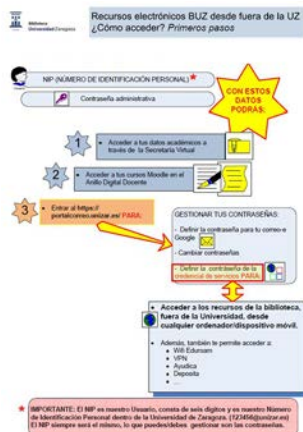 Biblioteca
Universidad Zaragoza
Recursos electrónicos BUZ desde fuera de la UZ
¿Cómo acceder? Primeros pasos
NIP (NÚMERO DE IDENTIFICACIÓN PERSONAL)
Contraseña administrativa
CON ESTOS
DATOS
PODRÁS:
1
• Acceder a tus datos académicos a
través de la Secretaría Virtual
2
• Acceder a tus cursos Moodle en el
Anillo Digital Docente
3
• Entrar al https://
portalcorreo.unizar.es/ PARA:
GESTIONAR TUS CONTRASEÑAS:
- Definir la contraseña para tu correo-e
Google
- Cambiar contraseñas
- Definir la contraseña de la
credencial de servicios PARA:
• Acceder a los recursos de la biblioteca,
fuera de la Universidad, desde
cualquier ordenador/dispositivo móvil.
• Además, también te permite acceder a:
• Wifi Eduroam
• VPN
• Ayudica
• Deposita
• ...
IMPORTANTE: El NIP es nuestro Usuario, consta de seis dígitos y es nuestro Número
de Identificación Personal dentro de la Universidad de Zaragoza. (123456@unizar.es)
El NIP siempre será el mismo, lo que puedes/debes gestionar son las contraseñas.